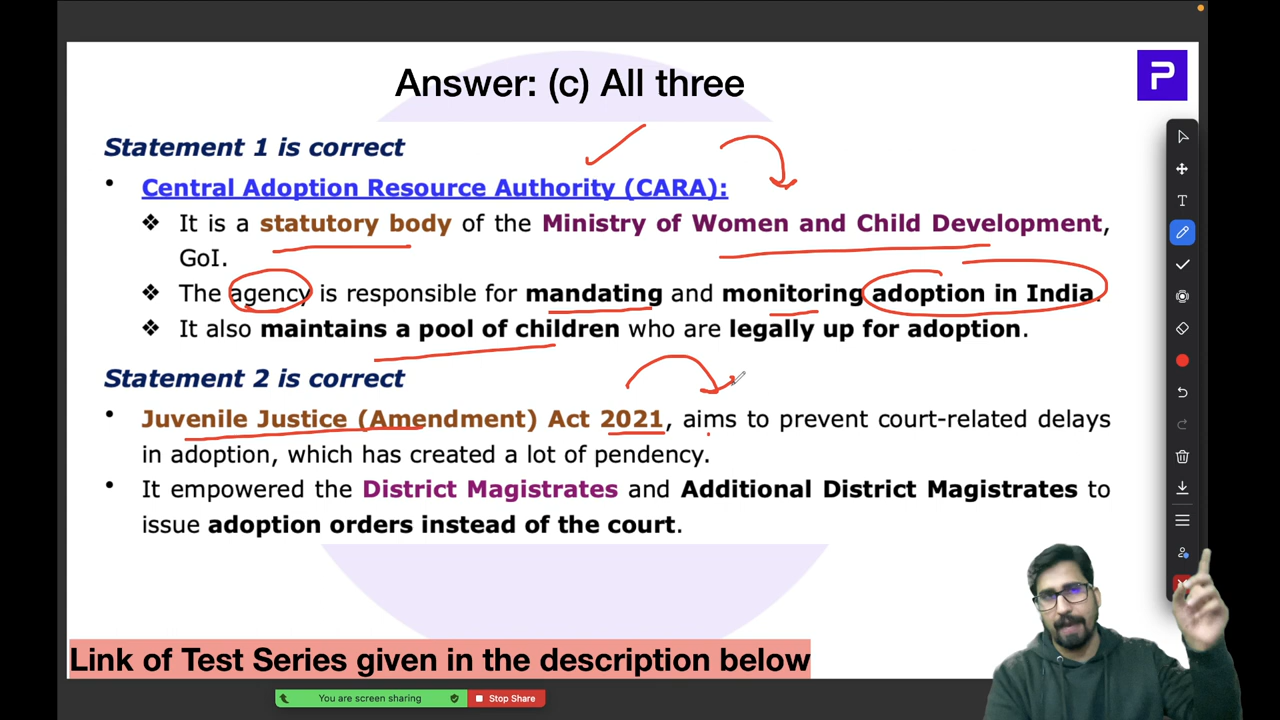 Answer: (c) All three
P
Statement 1 is correct
• Central Adoption Resource Authority (CARA):
❖ It is a statutory body of the Ministry of Women and Child Development,
GoI.
❖ The agency is responsible for mandating and monitoring adoption in India.
❖ It also maintains a pool of children who are legally up for adoption.
Statement 2 is correct
• Juvenile Justice (Amendment) Act 2021, aims to prevent court-related delays
in adoption, which has created a lot of pendency.
• It empowered the District Magistrates and Additional District Magistrates to
issue adoption orders instead of the court.
Link of Test Series given in the description below
You are screen sharing Stop Share